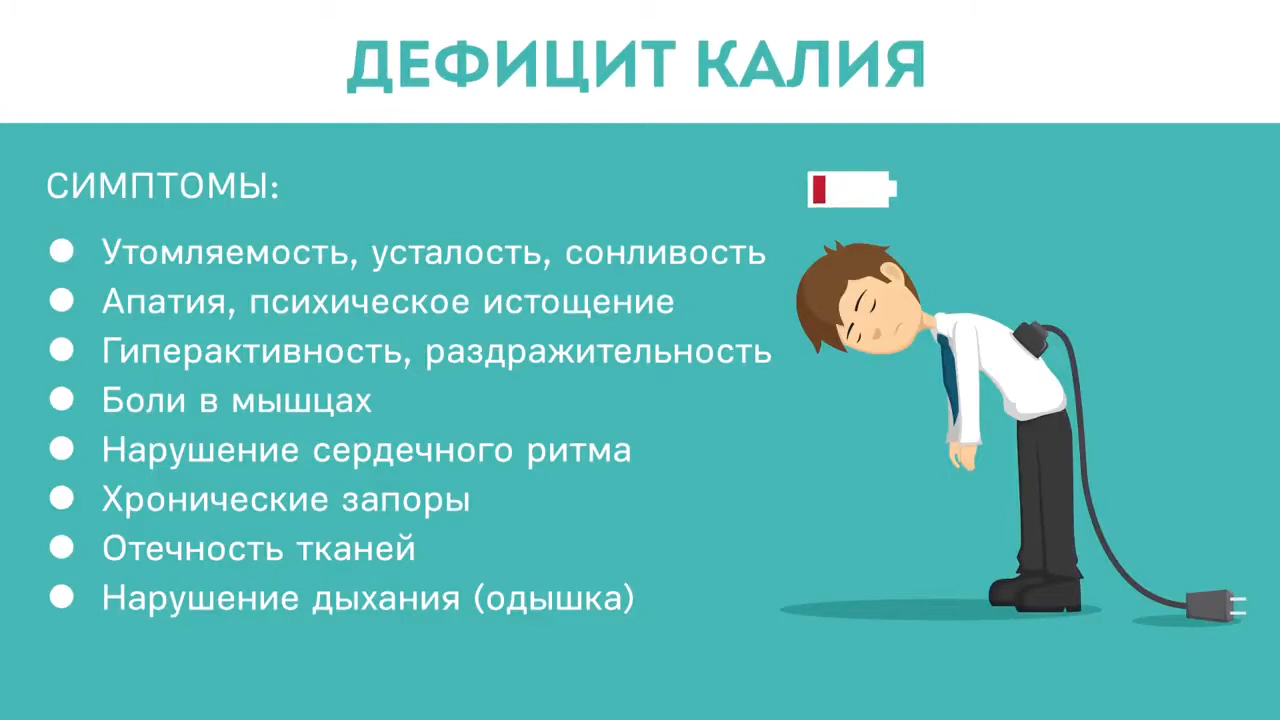 ДЕФИЦИТ КАЛИЯ
СИМПТОМЫ:
● Утомляемость, усталость, сонливость
● Апатия, психическое истощение
● Гиперактивность, раздражительность
● Боли в мышцах
● Нарушение сердечного ритма
● Хронические запоры
● Отечность тканей
● Нарушение дыхания (одышка)